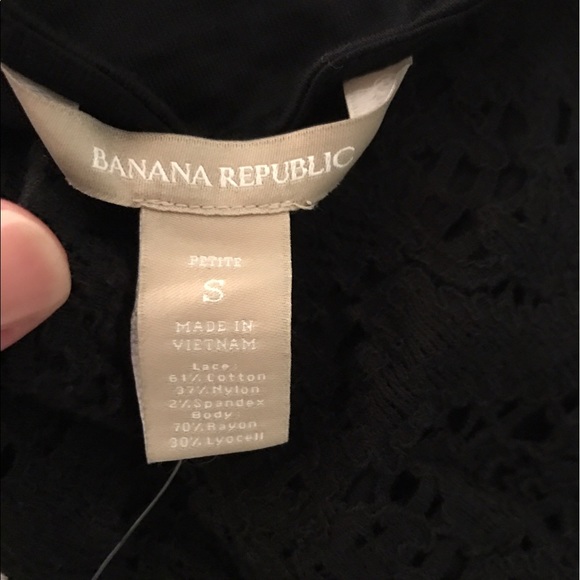 BANANA REPUBLIC
PETITE
S
MADE IN
VIETNAM
Lace:
61% Cotton
37% Nylon
2% Spandex
Body:
70% Rayon
30% Lyocell